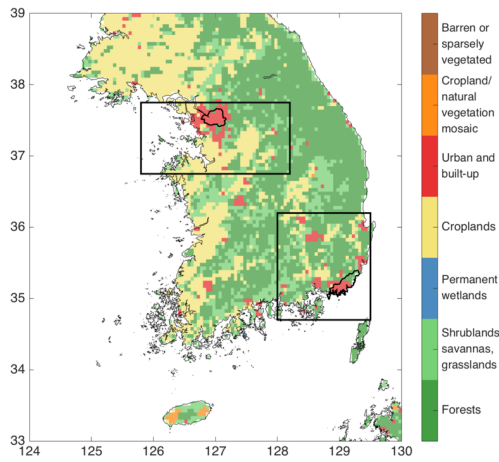 39
38
37
36
35
34
33
124
125
126
127
128
129
130
Barren or
sparsely
vegetated
Cropland/
natural
vegetation
mosaic
Urban and
built-up
Croplands
Permanent
wetlands
Shrublands
savannas,
grasslands
Forests